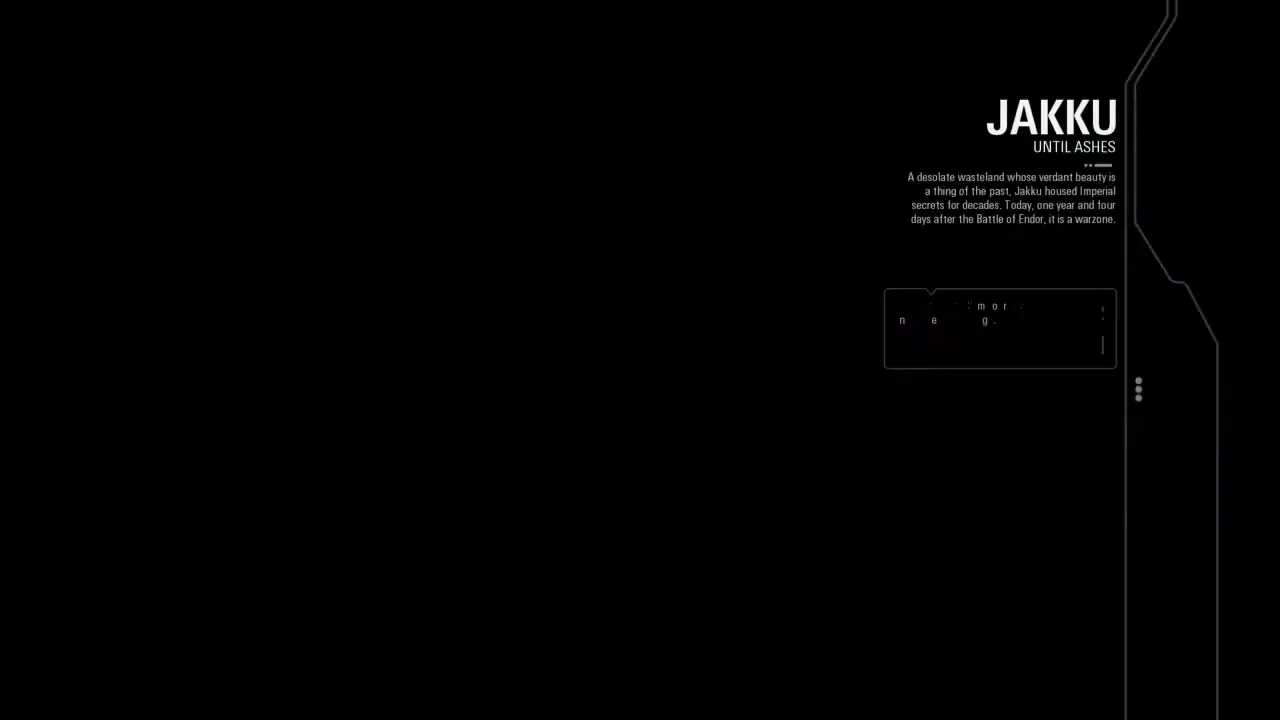 JAKKU
UNTIL ASHES
A desolate wasteland whose verdant beauty is
a thing of the past, Jakku housed Imperial
secrets for decades. Today, one year and four
days after the Battle of Endor, it is a warzone.